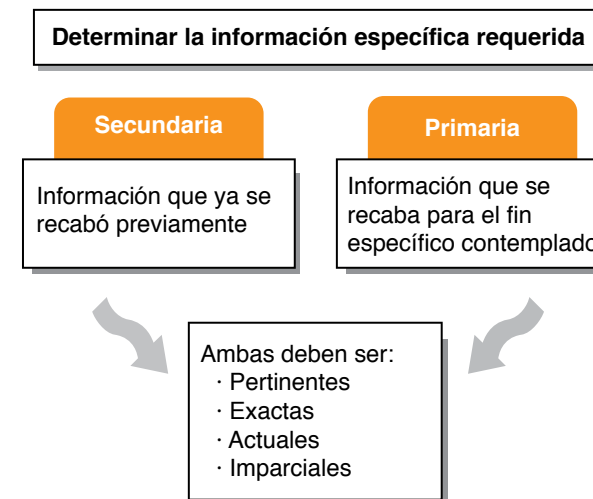 Determinar la información específica requerida
Secundaria
Información que ya se
recabó previamente
Primaria
Información que se
recaba para el fin
específico contemplado
Ambas deben ser:
· Pertinentes
· Exactas
· Actuales
· Imparciales